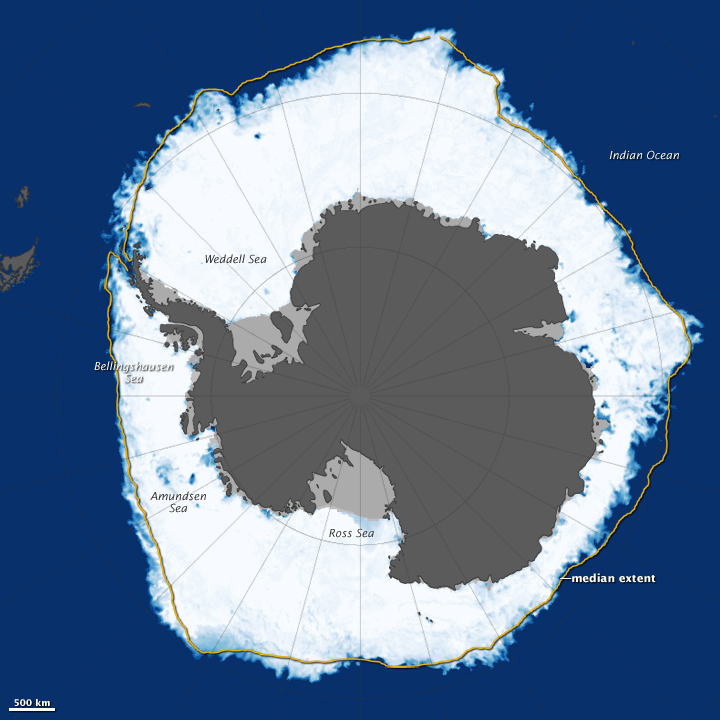 Indian Ocean
Weddell Sea
Bellingshausen
Sea
Amundsen
Sea
Ross Sea
median extent
500 km